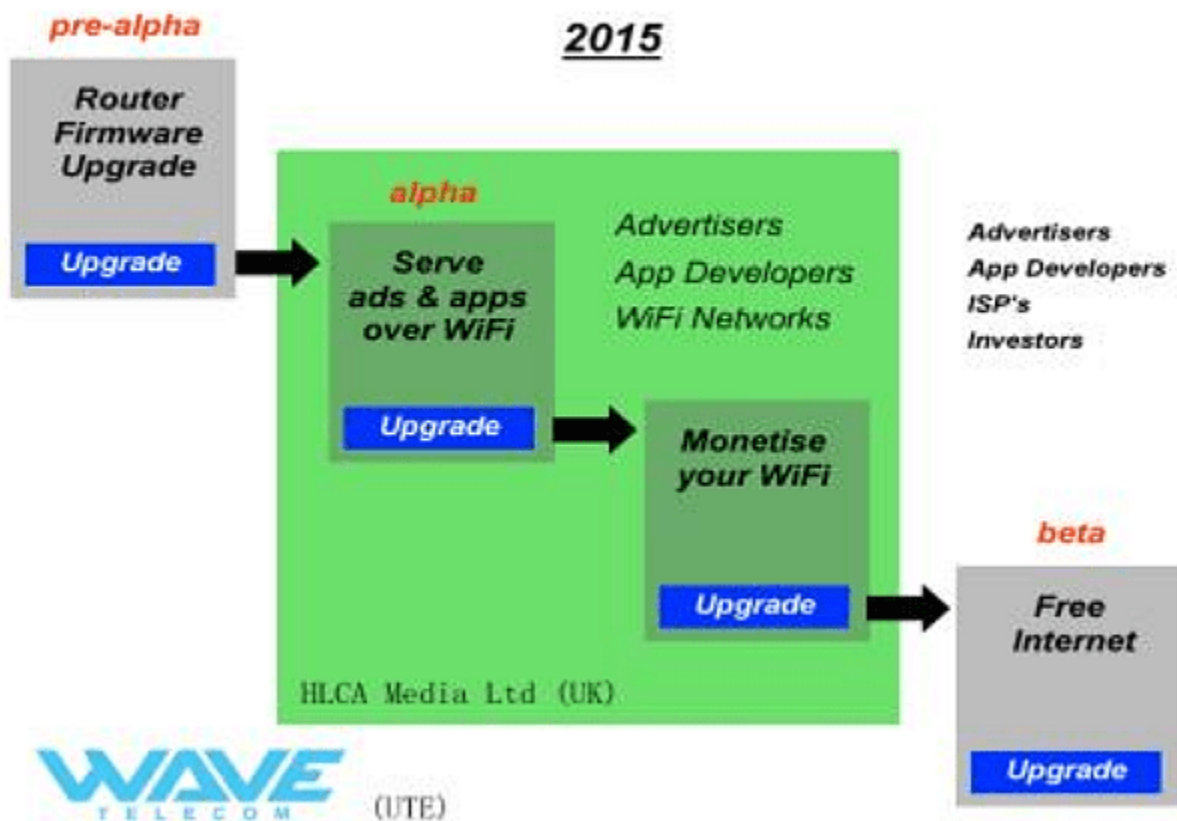 pre-alpha
2015
Router
Firmware
Upgrade
Upgrade
alpha
Serve
ads & apps
over WiFi
Upgrade
Advertisers
App Developers
WiFi Networks
Advertisers
App Developers
ISP's
Investors
Monetise
your WiFi
Upgrade
beta
Free
Internet
Upgrade
HLCA Media Ltd (UK)
WAVE
TELECOM
(UTE)